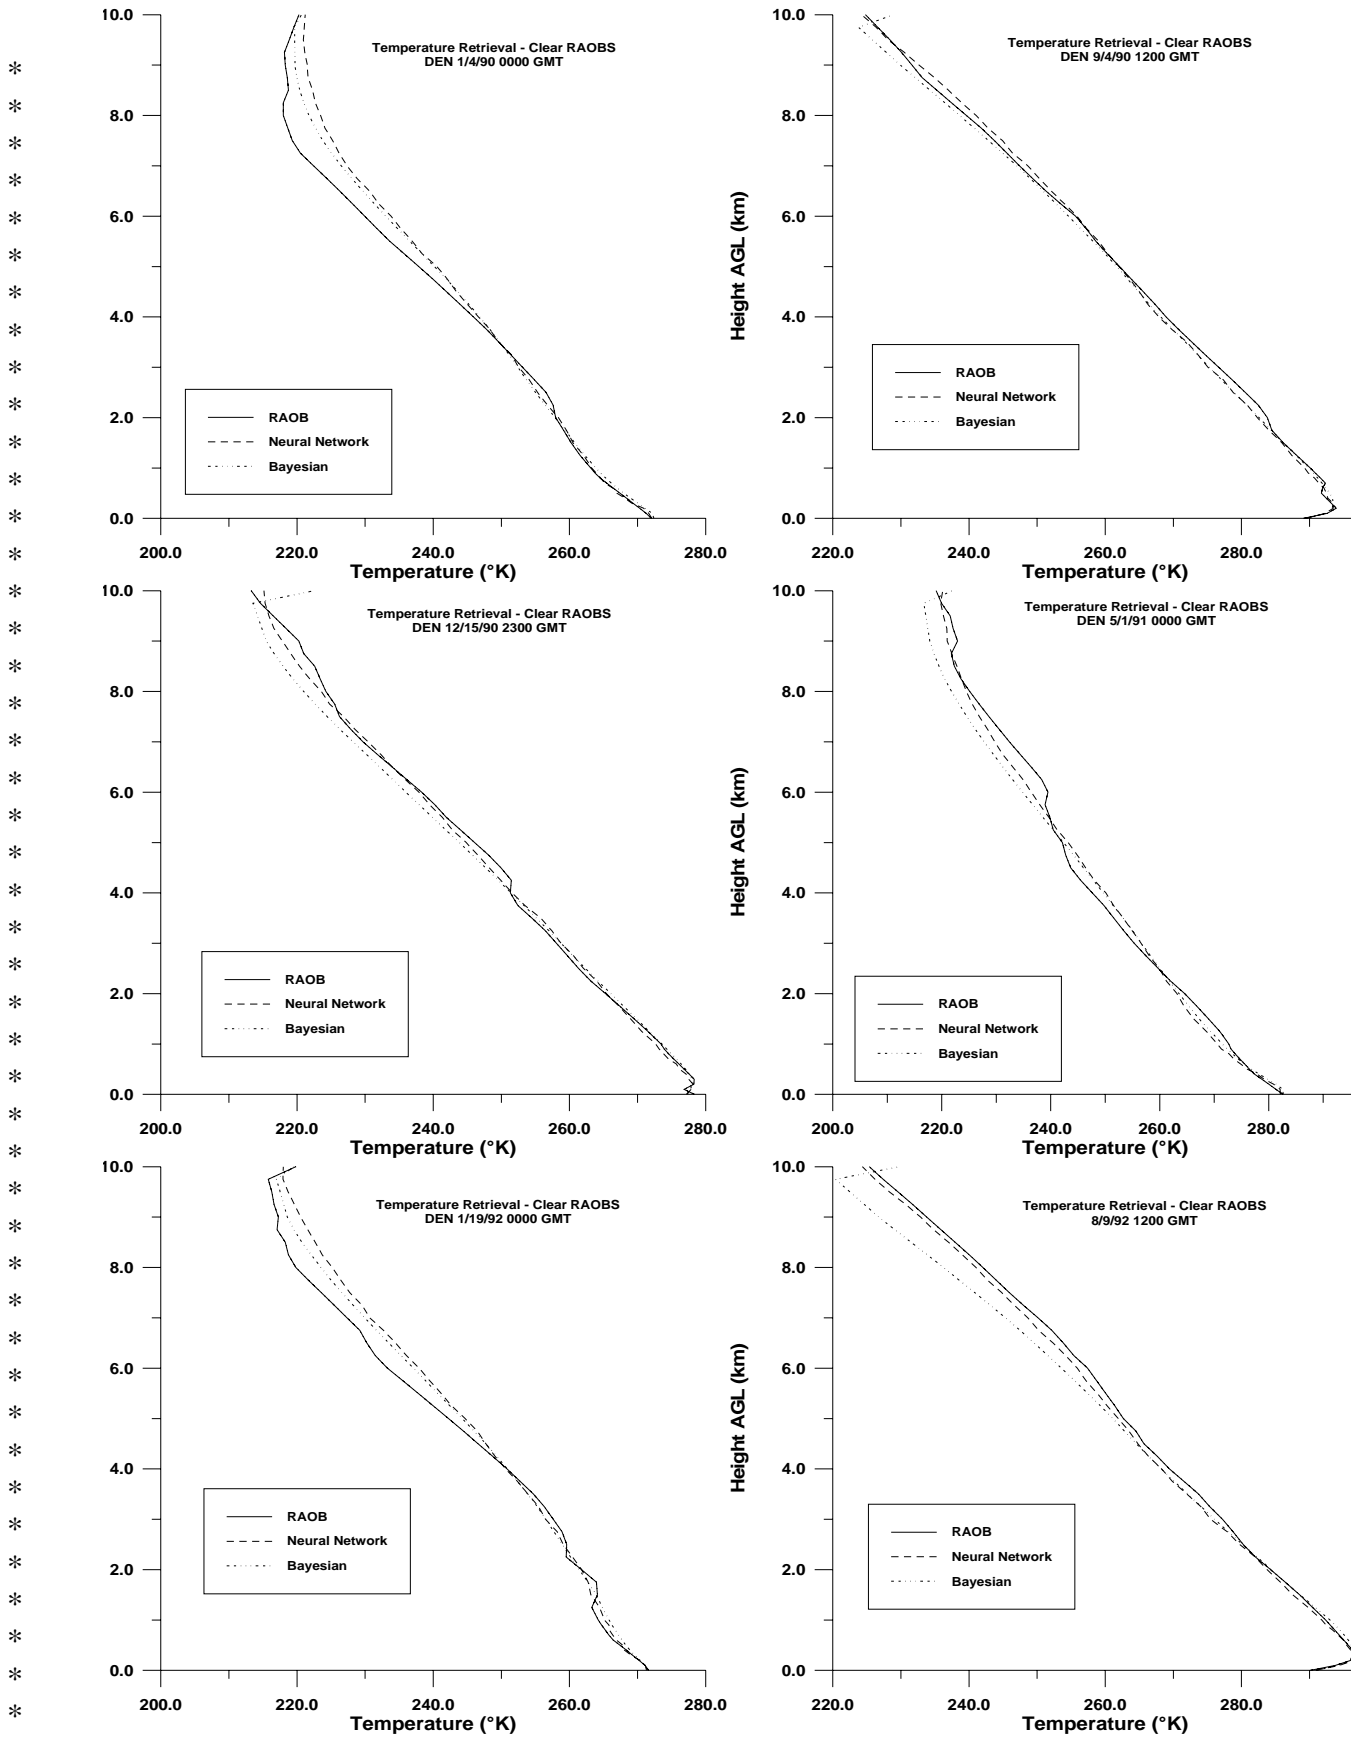 Temperature Retrieval - Clear RAOBS
DEN 1/4/90 0000 GMT
10.0
8.0
6.0
4.0
2.0
0.0
RAOB
Neural Network
Bayesian
200.0 220.0 240.0 260.0 280.0
Temperature (°K)
Temperature Retrieval - Clear RAOBS
DEN 9/4/90 1200 GMT
Height AGL (km)
10.0
8.0
6.0
4.0
2.0
0.0
RAOB
Neural Network
Bayesian
220.0 240.0 260.0 280.0
Temperature (°K)
Temperature Retrieval - Clear RAOBS
DEN 12/15/90 2300 GMT
10.0
8.0
6.0
4.0
2.0
0.0
RAOB
Neural Network
Bayesian
200.0 220.0 240.0 260.0 280.0
Temperature (°K)
Temperature Retrieval - Clear RAOBS
DEN 5/1/91 0000 GMT
Height AGL (km)
10.0
8.0
6.0
4.0
2.0
0.0
RAOB
Neural Network
Bayesian
200.0 220.0 240.0 260.0 280.0
Temperature (°K)
Temperature Retrieval - Clear RAOBS
DEN 1/19/92 0000 GMT
10.0
8.0
6.0
4.0
2.0
0.0
RAOB
Neural Network
Bayesian
200.0 220.0 240.0 260.0 280.0
Temperature (°K)
Temperature Retrieval - Clear RAOBS
8/9/92 1200 GMT
Height AGL (km)
10.0
8.0
6.0
4.0
2.0
0.0
RAOB
Neural Network
Bayesian
220.0 240.0 260.0 280.0
Temperature (°K)